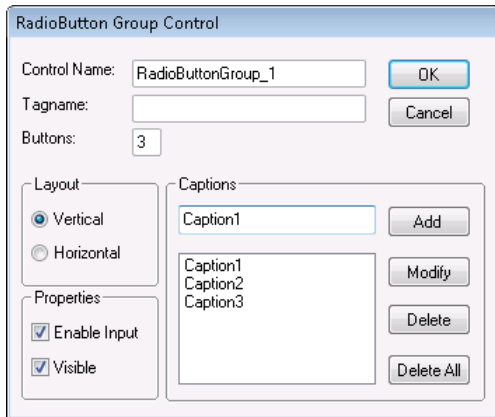 RadioButton Group Control
Control Name: RadioButtonGroup_1 OK
Tagname: Cancel
Buttons: 3
Layout
Vertical
Horizontal
Properties
Enable Input
Visible
Captions
Caption1 Add
Caption1
Caption2
Caption3
Modify
Delete
Delete All